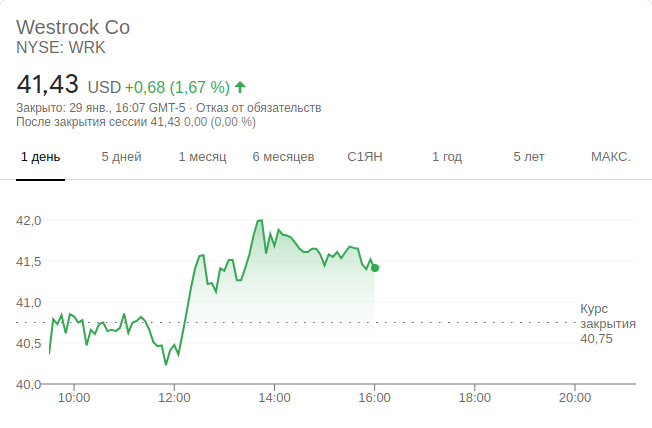 Westrock Co
NYSE: WRK
41,43 USD +0,68 (1,67 %)
Закрыто: 29 янв., 16:07 GMT-5 · Отказ от обязательств
После закрытия сессии 41,43 0,00 (0,00 %)
1 день 5 дней 1 месяц 6 месяцев С1ЯН 1 год 5 лет МАКС.
42,0
41,5
41,0
Курс
закрытия
40,75
40,5
40,0
10:00 12:00 14:00 16:00 18:00 20:00